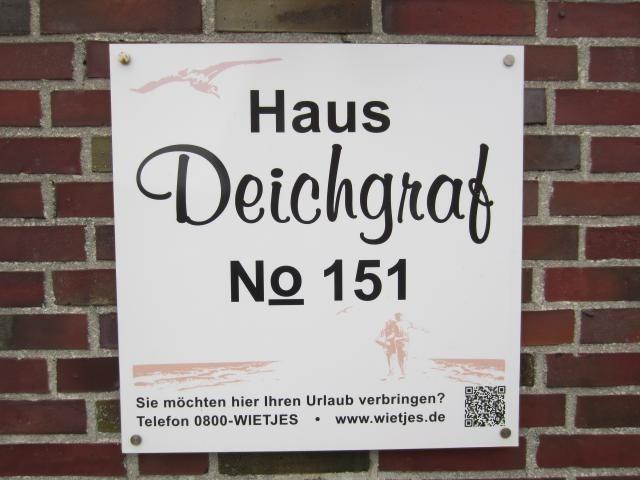 Haus
Deichgraf
No 151
Sie möchten hier Ihren Urlaub verbringen?
Telefon 0800-WIETJES • www.wietjes.de